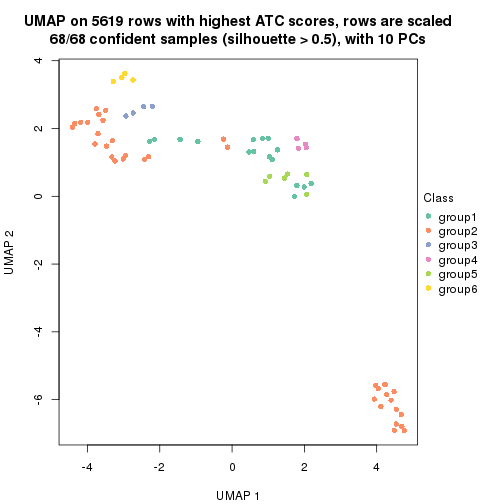 UMAP on 5619 rows with highest ATC scores, rows are scaled
68/68 confident samples (silhouette > 0.5), with 10 PCs
4
2
0
-2
-4
-6
UMAP 2
-4
-2
0
2
4
UMAP 1
Class
group1
group2
group3
group4
group5
group6